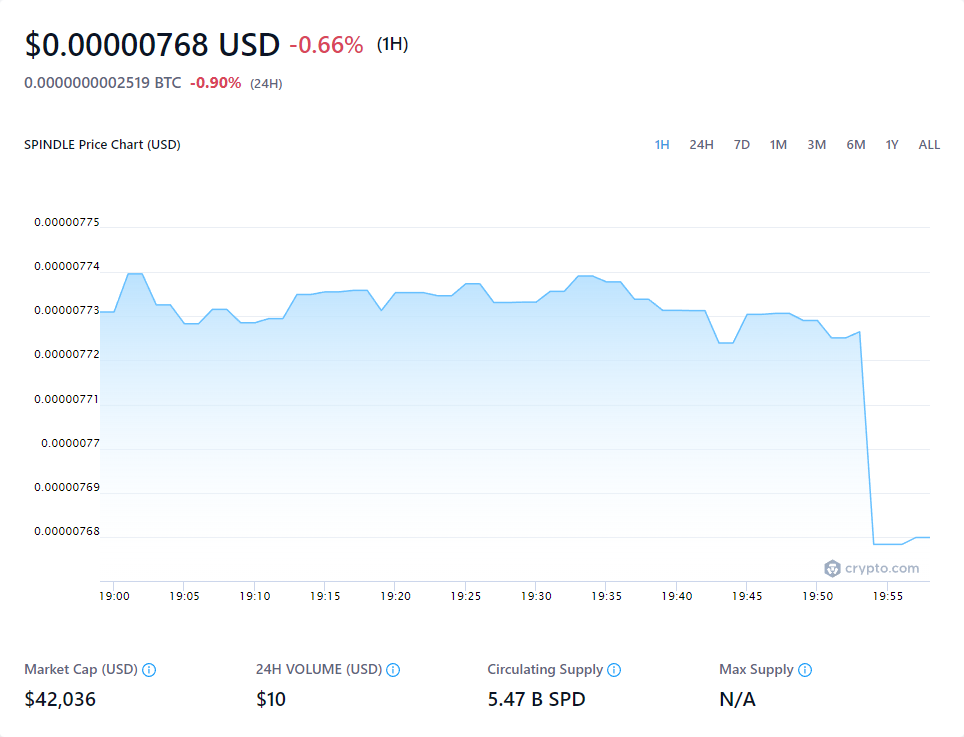 $0.00000768 USD -0.66% (1H)
0.0000000002519 BTC -0.90% (24H)
SPINDLE Price Chart (USD)
1H 24H 7D 1M 3M 6M 1Y ALL
0.00000775
0.00000774
0.00000773
0.00000772
0.00000771
0.0000077
0.00000769
0.00000768
crypto.com
19:00 19:05 19:10 19:15 19:20 19:25 19:30 19:35 19:40 19:45 19:50 19:55
Market Cap (USD) 24H VOLUME (USD) Circulating Supply Max Supply
$42,036 $10 5.47 B SPD N/A